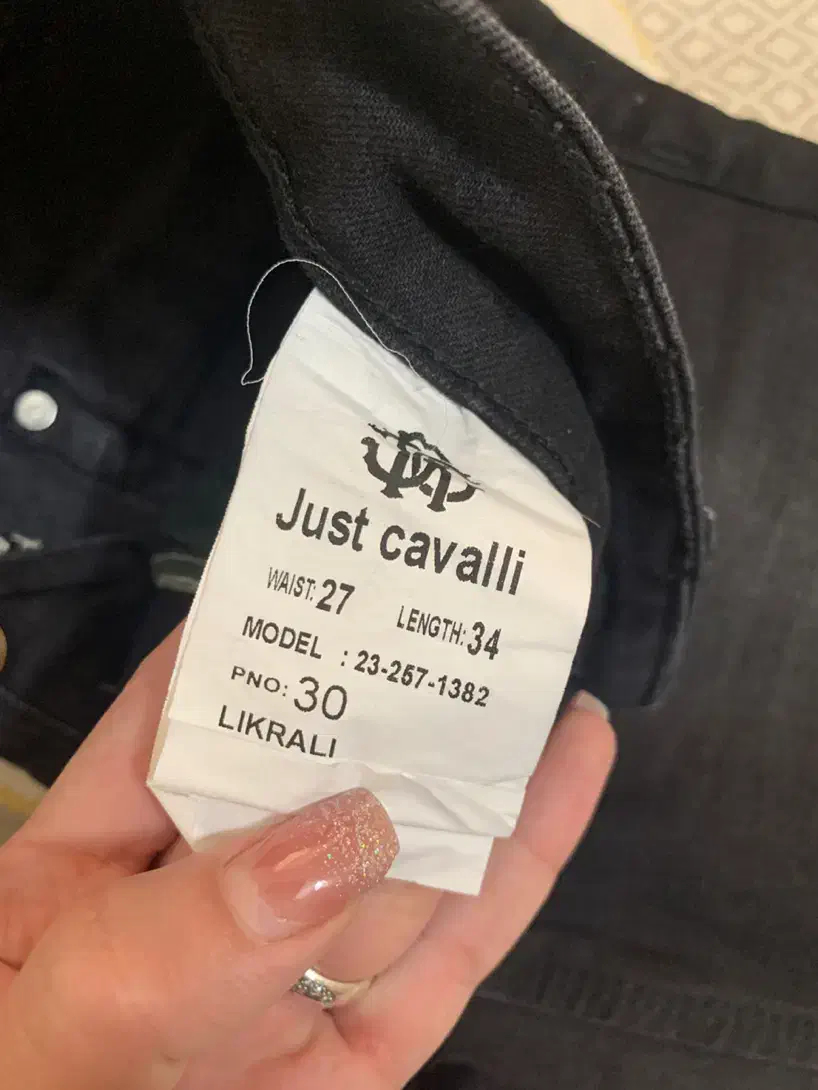 Just cavalli
WAIST: 27 LENGTH: 34
MODEL : 23-257-1382
PNO: 30
LIKRALI